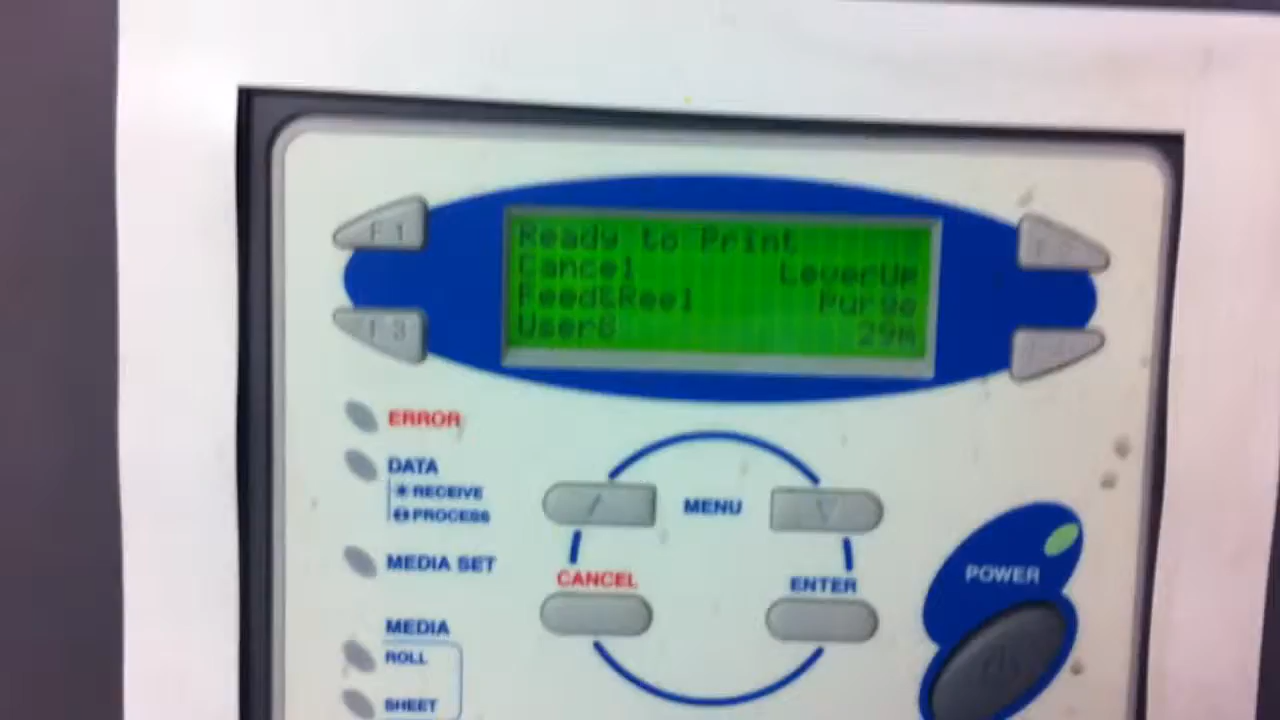 Ready to Print
Cancel LeverUp
Feed&Reel Purge
User8 29m
F1
F3
ERROR
DATA
RECEIVE
PROCESS
MEDIA SET
MEDIA
ROLL
SHEET
MENU
CANCEL
ENTER
POWER